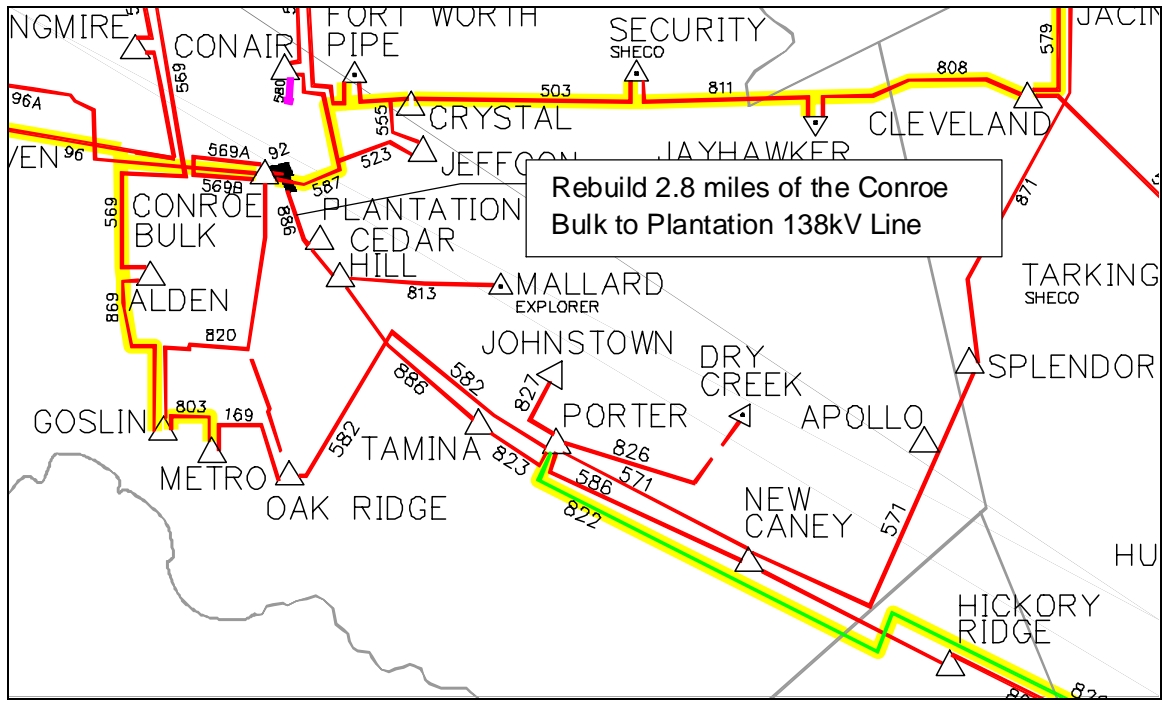 NGMIRE
CONAIR
FORT WORTH
PIPE
SECURITY
SHECO
JACIN
569
580
96A
503
811
808
579
CRYSTAL
555
CLEVELAND
VEN
96
569A
92
523
JEFFCON
JAYHAWKER
569B
587
871
Rebuild 2.8 miles of the Conroe
Bulk to Plantation 138kV Line
569
CONROE
BULK
886
PLANTATION
CEDAR
HILL
TARKING
SHECO
ALDEN
813
MALLARD
EXPLORER
869
820
JOHNSTOWN
DRY
CREEK
SPLENDOR
886
582
827
GOSLIN
803
169
582
TAMINA
PORTER
826
APOLLO
METRO
823
586
571
OAK RIDGE
822
NEW
CANEY
571
HU
HICKORY
RIDGE